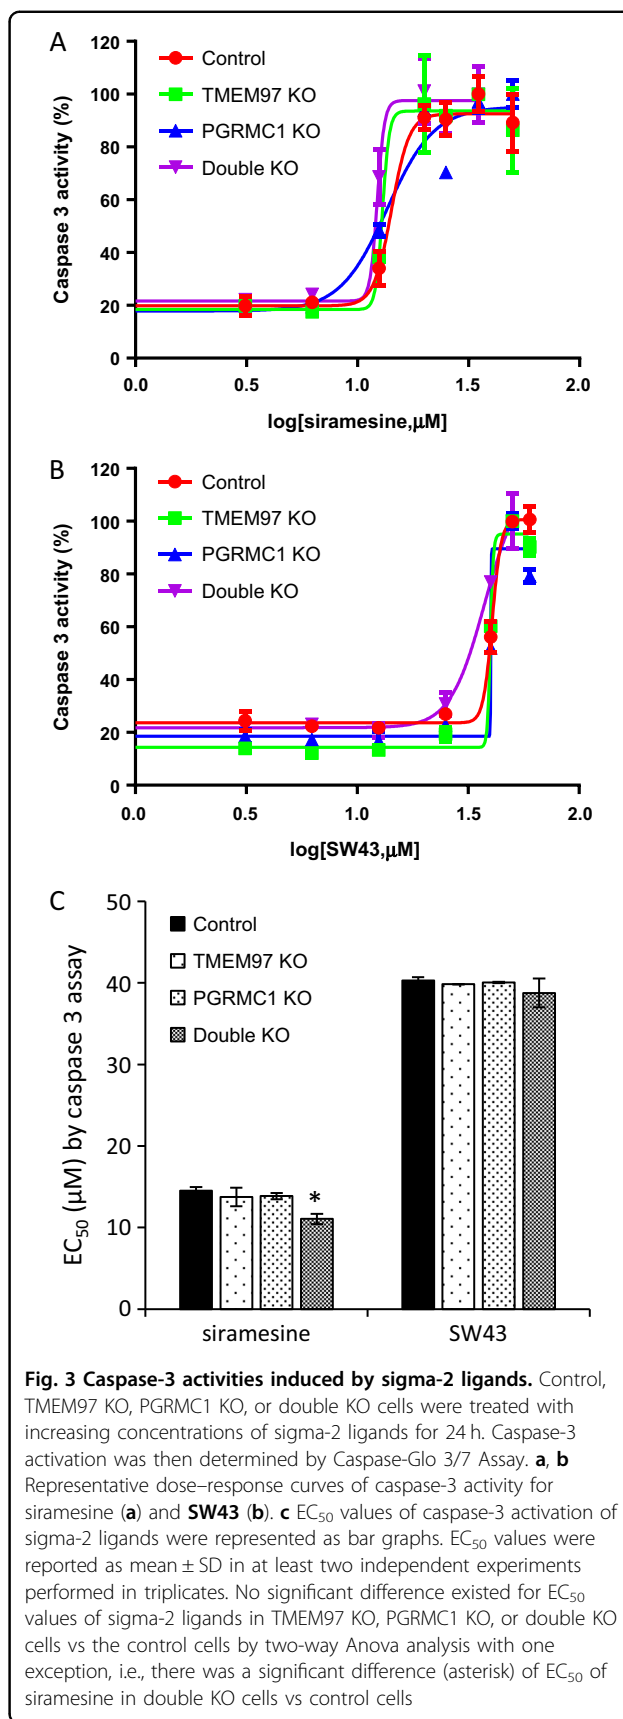 A
Caspase 3 activity (%)
120
100
80
60
40
20
0
Control
TMEM97 KO
PGRMC1 KO
Double KO
0.0 0.5 1.0 1.5 2.0
log[siramesine,μM]
B
Caspase 3 activity (%)
120
100
80
60
40
20
0
Control
TMEM97 KO
PGRMC1 KO
Double KO
0.0 0.5 1.0 1.5 2.0
log[SW43,μM]
C
EC50 (μM) by caspase 3 assay
50
40
30
20
10
0
Control
TMEM97 KO
PGRMC1 KO
Double KO
*
siramesine SW43
Fig. 3 Caspase-3 activities induced by sigma-2 ligands. Control,
TMEM97 KO, PGRMC1 KO, or double KO cells were treated with
increasing concentrations of sigma-2 ligands for 24 h. Caspase-3
activation was then determined by Caspase-Glo 3/7 Assay. a, b
Representative dose–response curves of caspase-3 activity for
siramesine (a) and SW43 (b). c EC50 values of caspase-3 activation of
sigma-2 ligands were represented as bar graphs. EC50 values were
reported as mean ± SD in at least two independent experiments
performed in triplicates. No significant difference existed for EC50
values of sigma-2 ligands in TMEM97 KO, PGRMC1 KO, or double KO
cells vs the control cells by two-way Anova analysis with one
exception, i.e., there was a significant difference (asterisk) of EC50 of
siramesine in double KO cells vs control cells